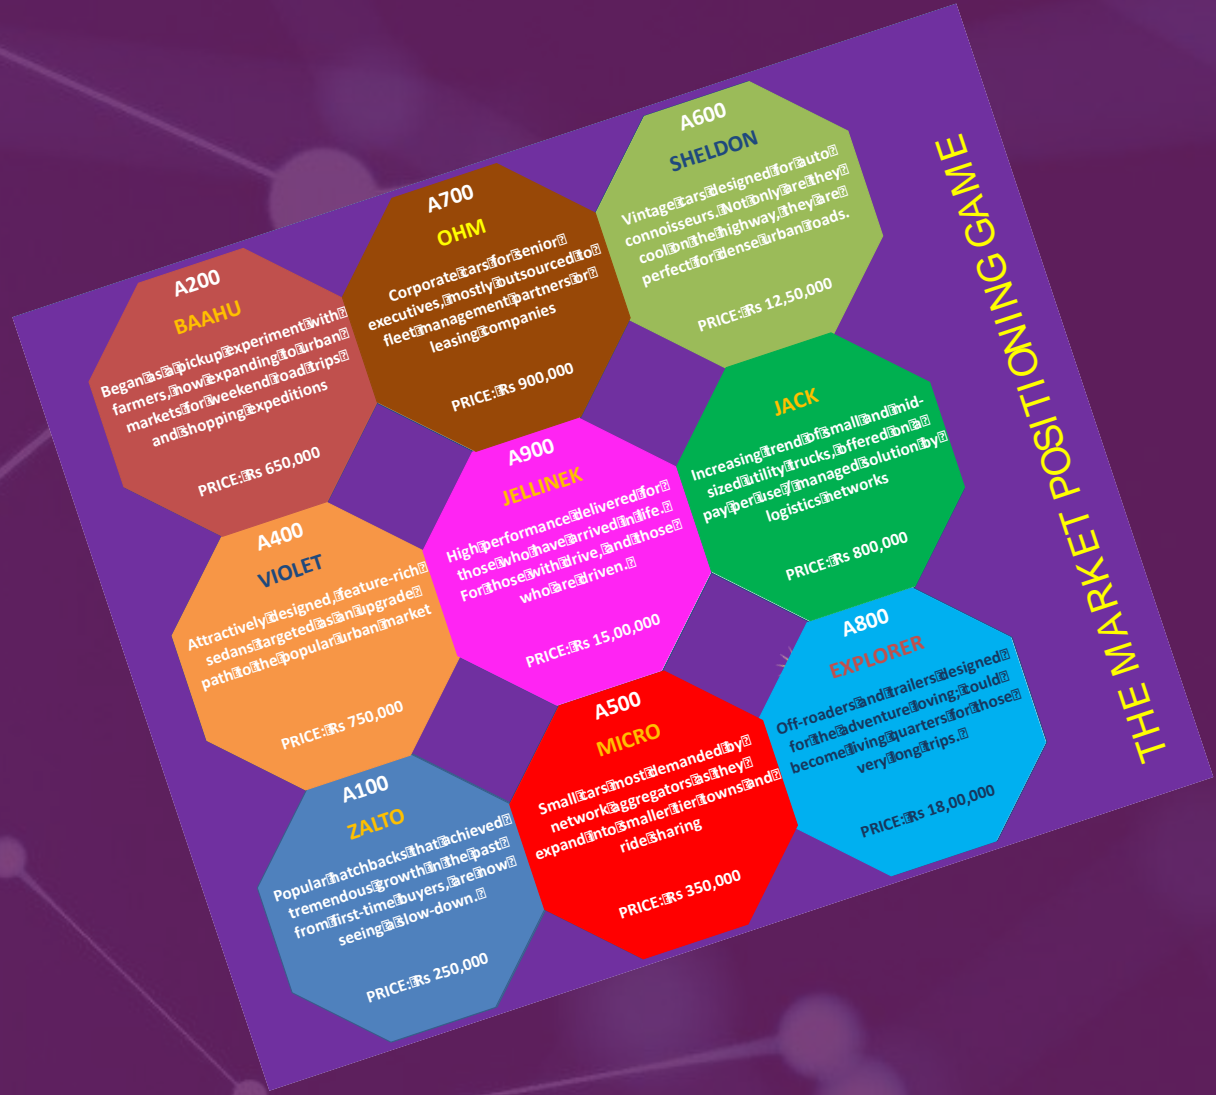 A600
SHELDON
Vintage cars designed for auto
connoisseurs. Not only are they
cool on the highway, they are
perfect for dense urban roads.
PRICE: Rs 12,50,000
A700
OHM
Corporate cars for senior
executives, mostly outsourced to
fleet management partners or
leasing companies
PRICE: Rs 900,000
A200
BAAHU
Began as a pickup experiment with
farmers, now expanding to urban
markets for weekend road trips
and shopping expeditions
PRICE: Rs 650,000
JACK
Increasing trend of small and mid-
sized utility trucks, offered on a
pay per use / managed solution by
logistics networks
PRICE: Rs 800,000
A900
JELLINEK
High performance delivered for
those who have arrived in life.
For those with drive, and those
who are driven.
PRICE: Rs 15,00,000
A400
VIOLET
Attractively designed, feature-rich
sedans targeted as an upgrade
path to the popular urban market
PRICE: Rs 750,000
A800
EXPLORER
Off-roaders and trailers designed
for the adventure loving; could
become living quarters for those
very long trips.
PRICE: Rs 18,00,000
A500
MICRO
Small cars most demanded by
network aggregators as they
expand into smaller tier towns and
ride sharing
PRICE: Rs 350,000
A100
ZALTO
Popular hatchbacks that achieved
tremendous growth in the past
from first-time buyers, are now
seeing a slow-down.
PRICE: Rs 250,000
THE MARKET POSITIONING GAME